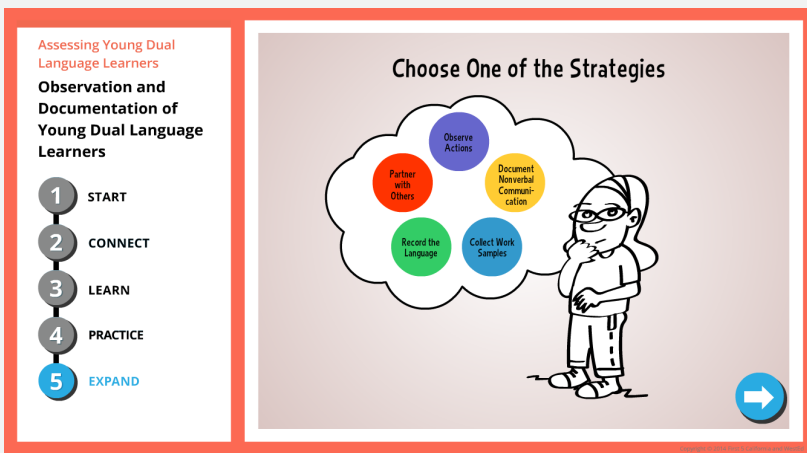 Assessing Young Dual
Language Learners
Observation and
Documentation of
Young Dual Language
Learners
1 START
2 CONNECT
3 LEARN
4 PRACTICE
5 EXPAND
Choose One of the Strategies
Observe
Actions
Partner
with
Others
Document
Nonverbal
Communi-
cation
Record the
Language
Collect Work
Samples